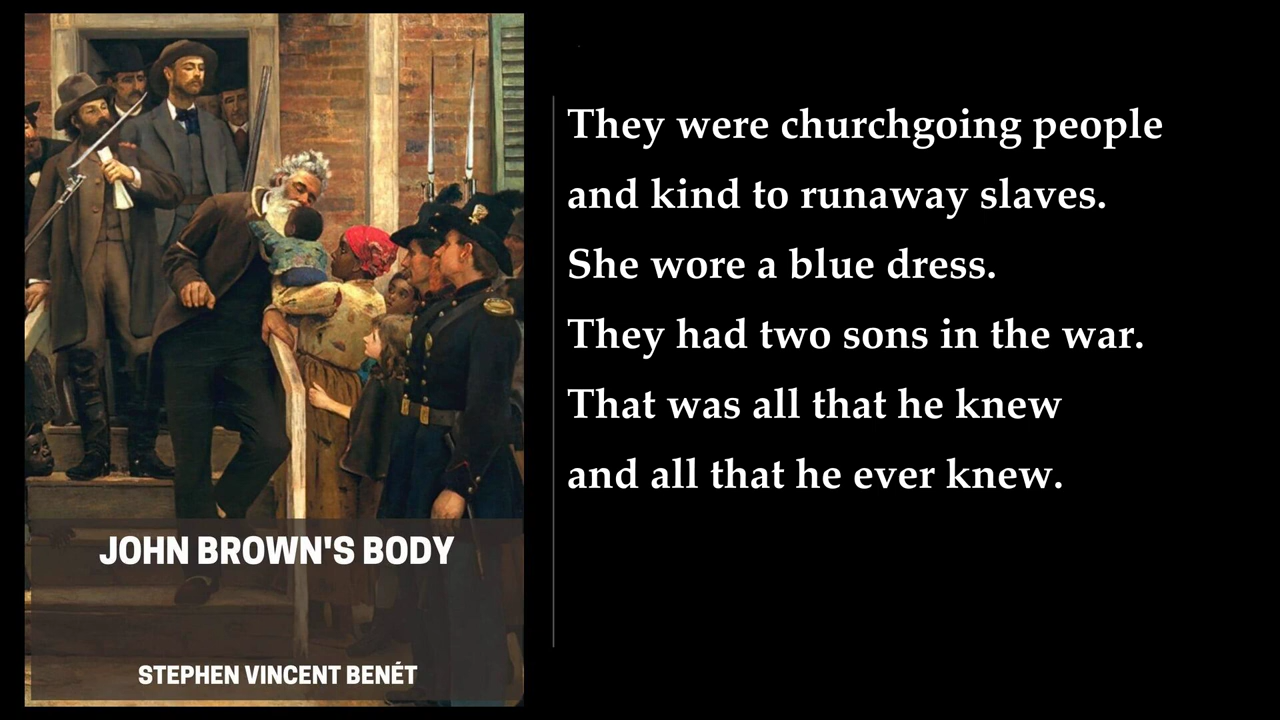 JOHN BROWN'S BODY
STEPHEN VINCENT BENÉT
They were churchgoing people
and kind to runaway slaves.
She wore a blue dress.
They had two sons in the war.
That was all that he knew
and all that he ever knew.